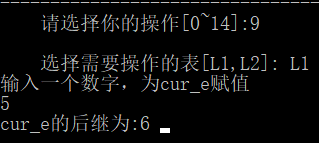 请选择你的操作[0~14]:9
选择需要操作的表[L1,L2]: L1
输入一个数字，为cur_e赋值
5
cur_e的后继为:6